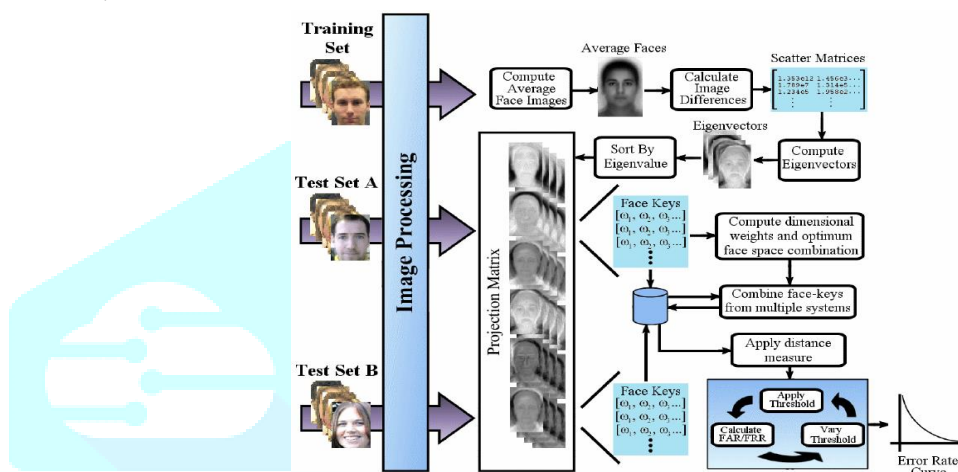 Training
Set
Test Set A
Test Set B
Image Processing
Compute
Average
Face Images
Average Faces
Calculate
Image
Differences
Scatter Matrices
Compute
Eigenvectors
Eigenvectors
Sort By
Eigenvalue
Projection Matrix
Face Keys
[ω₁, ω₂, ω₃...]
[ω₁, ω₂, ω₃...]
[ω₁, ω₂, ω₃...]
Compute dimensional
weights and optimum
face space combination
Combine face-keys
from multiple systems
Apply distance
measure
Face Keys
[ω₁, ω₂, ω₃...]
[ω₁, ω₂, ω₃...]
[ω₁, ω₂, ω₃...]
Apply
Threshold
Calculate
FAR/FRR
Vary
Threshold
Error Rate
Curve